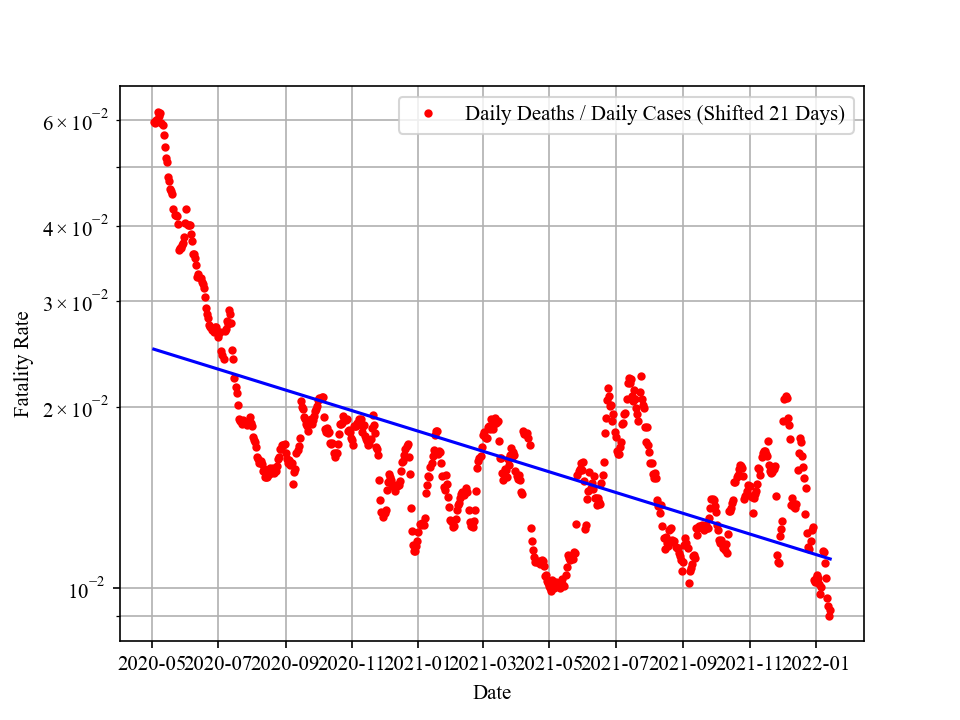 Daily Deaths / Daily Cases (Shifted 21 Days)
6 × 10⁻²
4 × 10⁻²
3 × 10⁻²
2 × 10⁻²
10⁻²
Fatality Rate
2020-05 2020-07 2020-09 2020-11 2021-01 2021-03 2021-05 2021-07 2021-09 2021-11 2022-01
Date